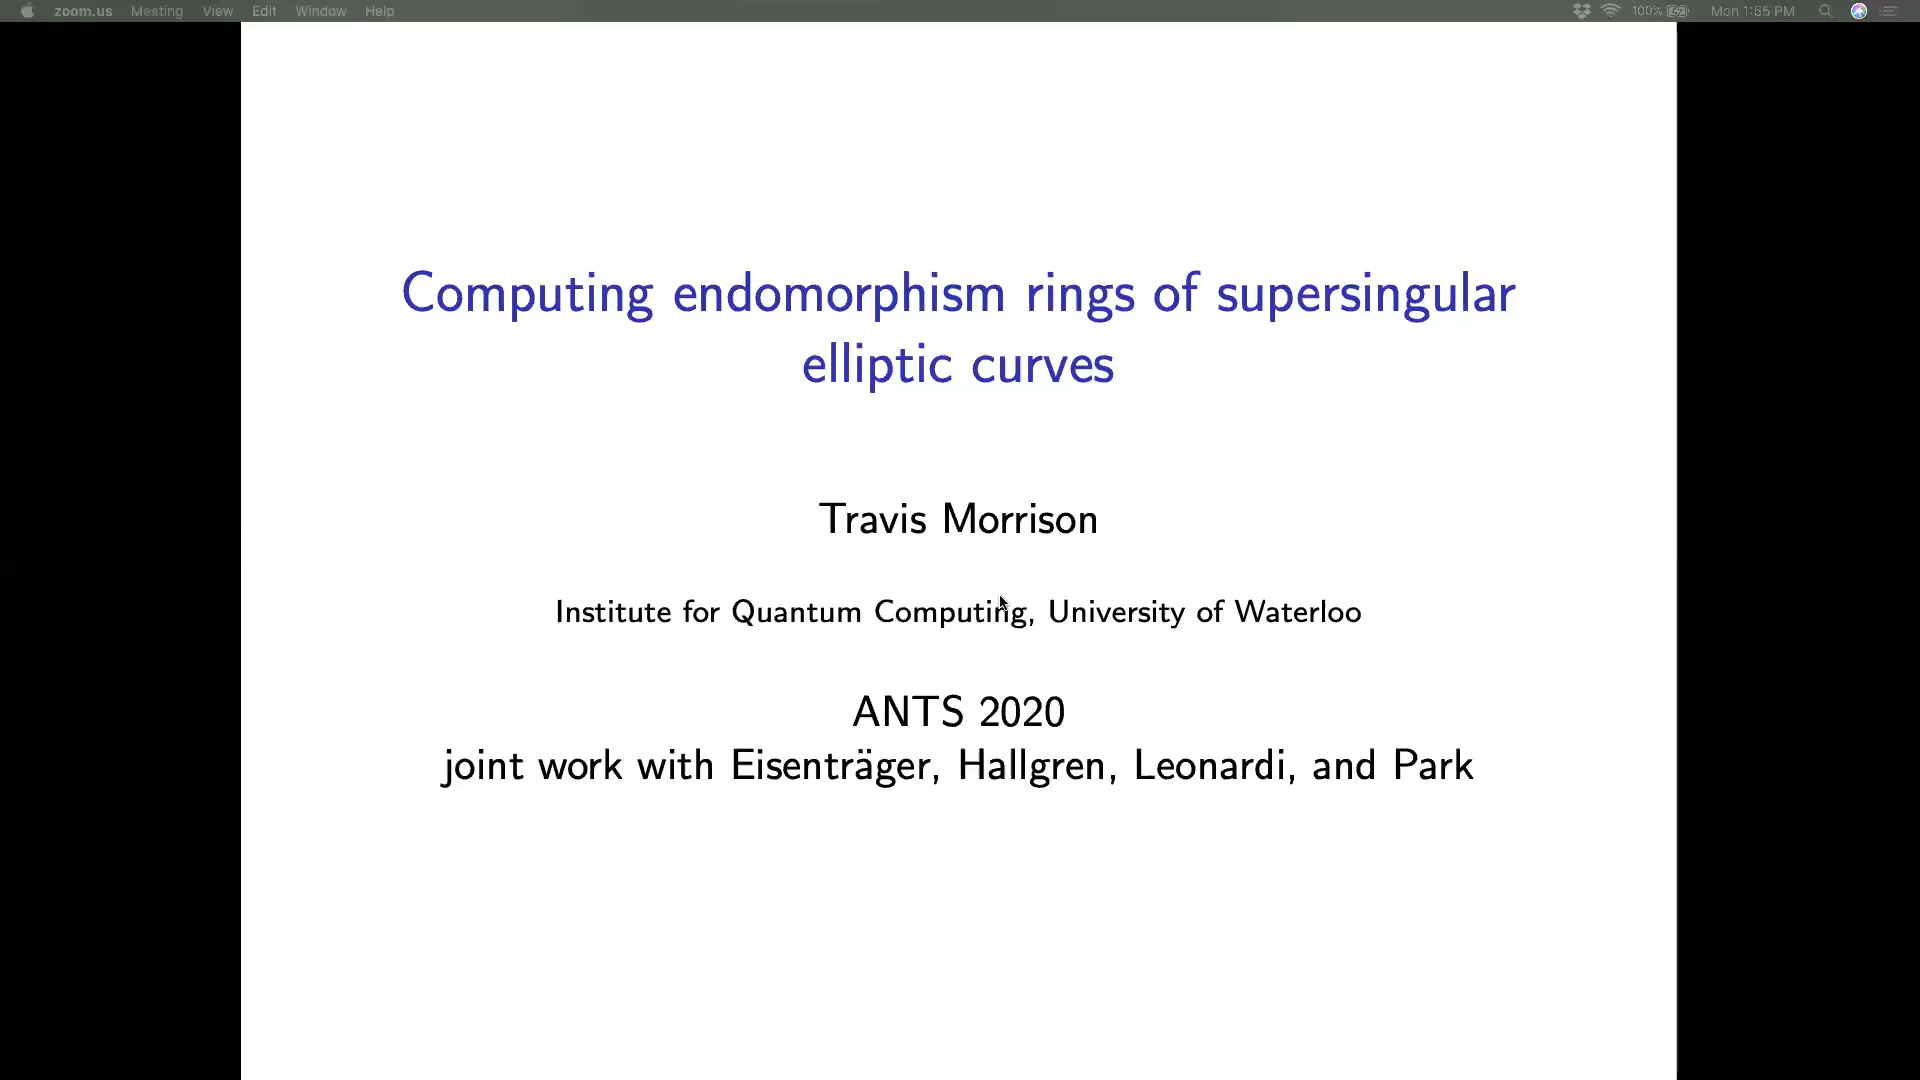 zoom.us Meeting View Edit Window Help 100% Mon 1:55 PM
Computing endomorphism rings of supersingular
elliptic curves
Travis Morrison
Institute for Quantum Computing, University of Waterloo
ANTS 2020
joint work with Eisenträger, Hallgren, Leonardi, and Park